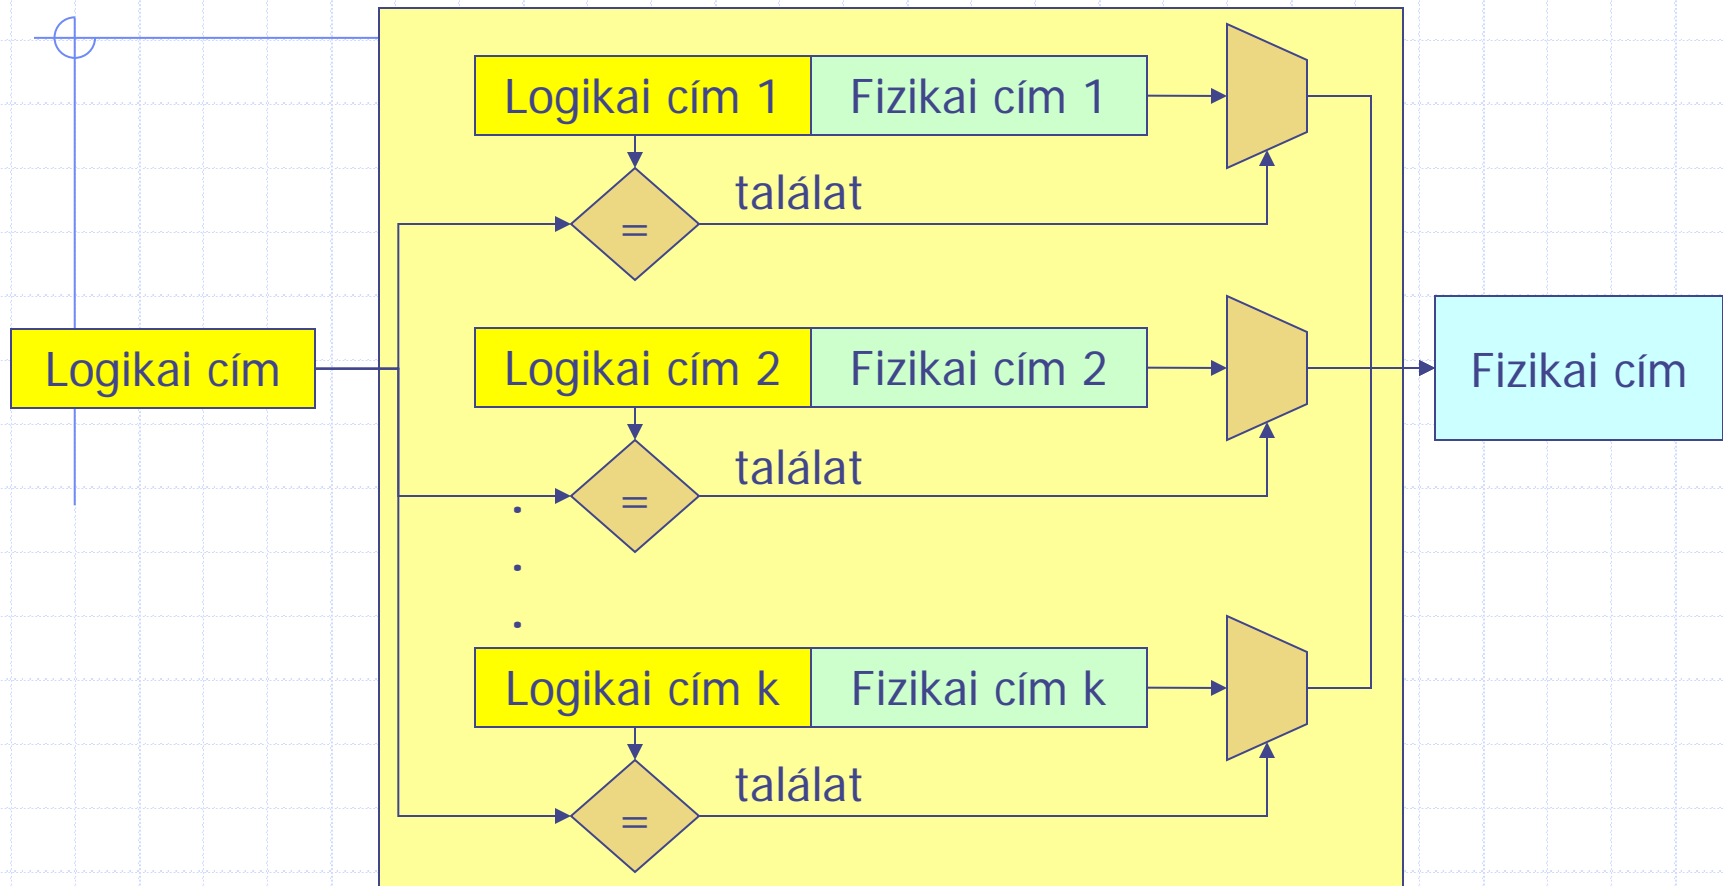 Logikai cím 1 Fizikai cím 1
találat
=
Logikai cím
Logikai cím 2 Fizikai cím 2
Fizikai cím
találat
=
.
.
.
Logikai cím k Fizikai cím k
találat
=